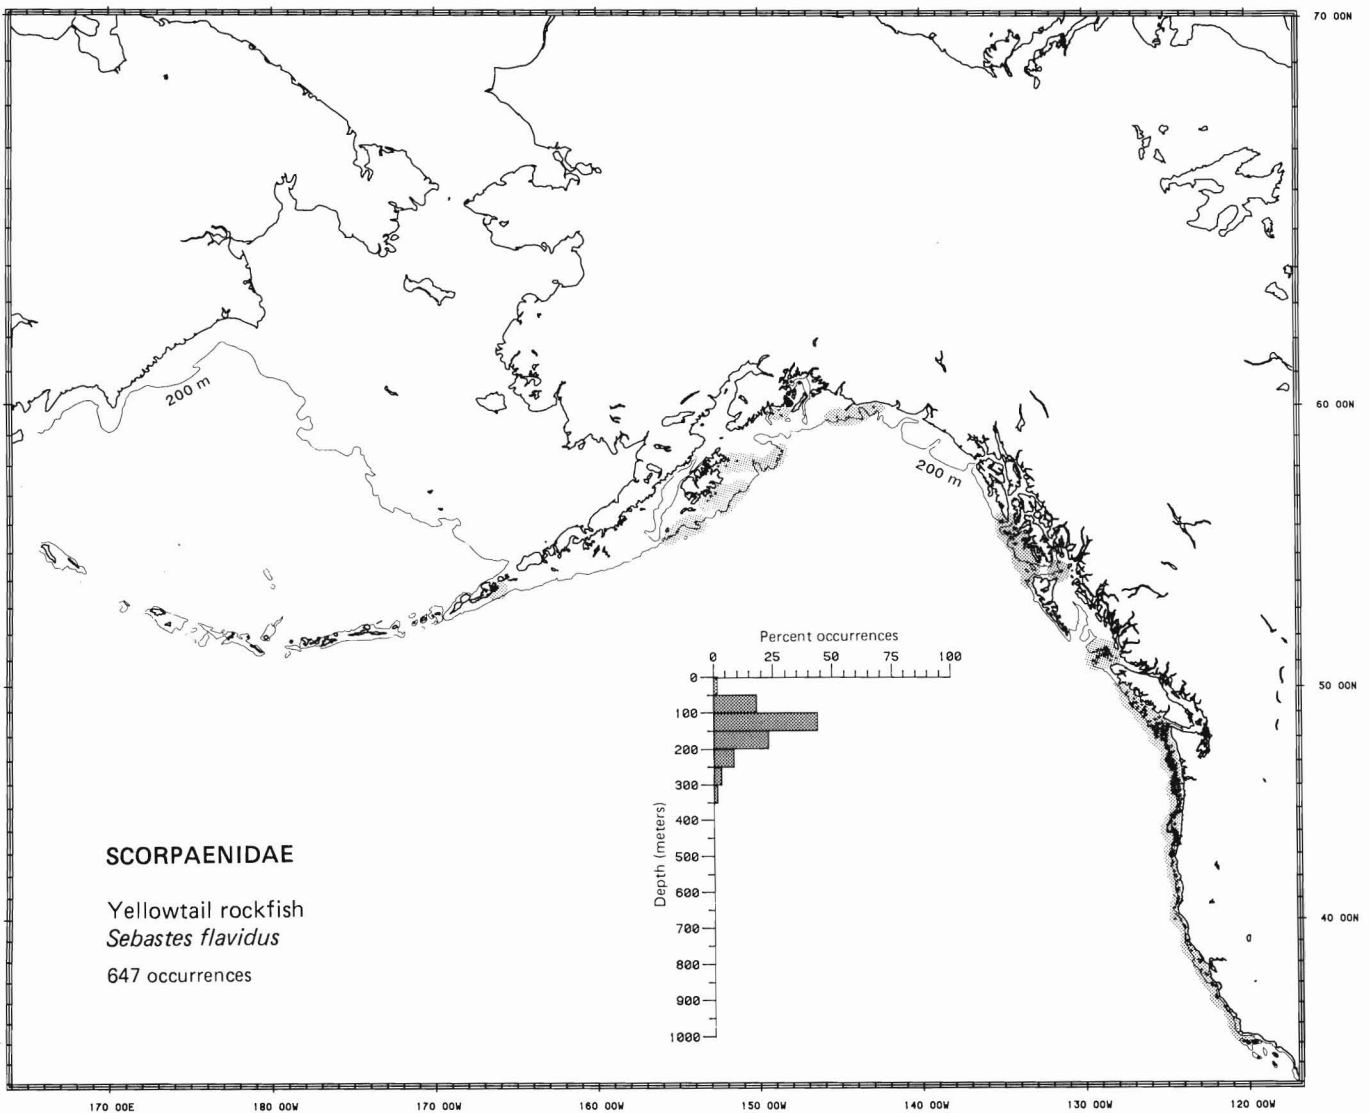 70 00N
200 m
60 00N
200 m
Percent occurrences
0 25 50 75 100
50 00N
0
100
200
300
400
500
600
700
800
900
1000
Depth (meters)
40 00N
SCORPAENIDAE
Yellowtail rockfish
Sebastes flavidus
647 occurrences
170 00E 180 00W 170 00W 160 00W 150 00W 140 00W 130 00W 120 00W